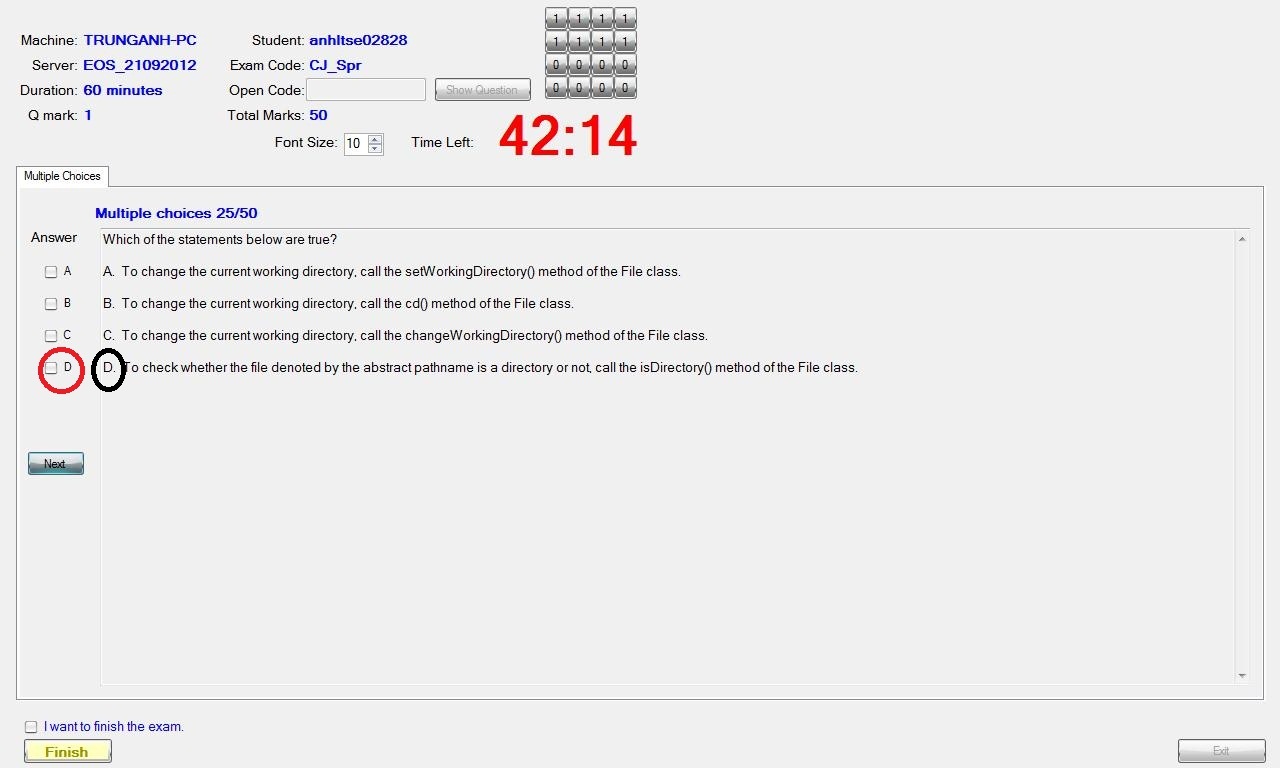 1 1 1 1
Machine: TRUNGANH-PC Student: anhltse02828
1 1 1 1
Server: EOS_21092012 Exam Code: CJ_Spr
0 0 0 0
Duration: 60 minutes Open Code: Show Question
0 0 0 0
Q mark: 1 Total Marks: 50
Font Size: 10 Time Left: 42:14
Multiple Choices
Multiple choices 25/50
Answer Which of the statements below are true?
A A. To change the current working directory, call the setWorkingDirectory() method of the File class.
B B. To change the current working directory, call the cd() method of the File class.
C C. To change the current working directory, call the changeWorkingDirectory() method of the File class.
D D. To check whether the file denoted by the abstract pathname is a directory or not, call the isDirectory() method of the File class.
Next
I want to finish the exam.
Finish Exit